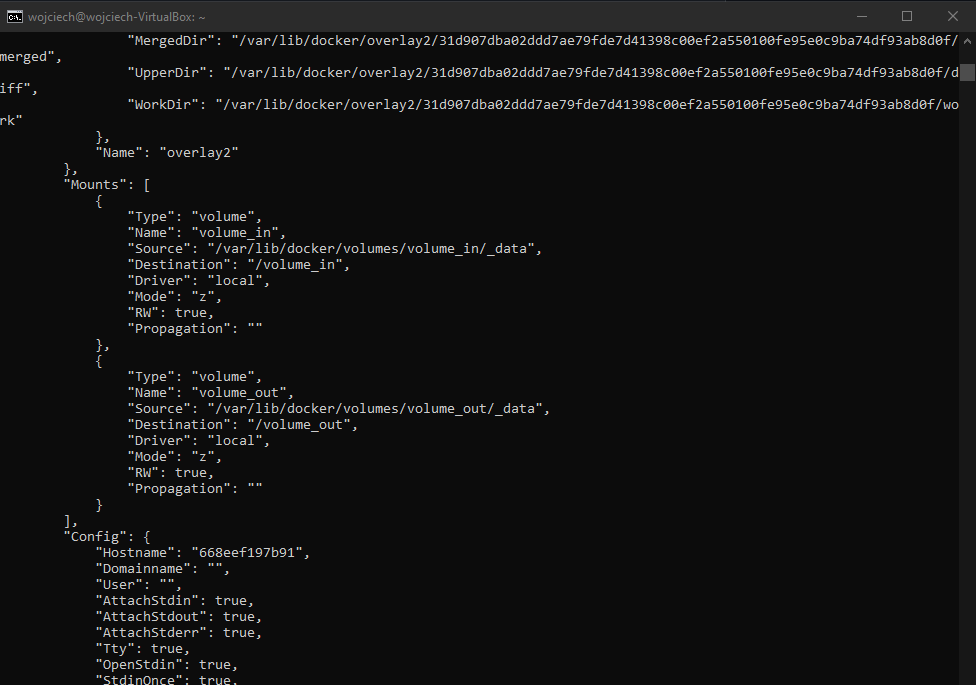 wojciech@wojciech-VirtualBox: ~
"MergedDir": "/var/lib/docker/overlay2/31d907dba02ddd7ae79fde7d41398c00ef2a550100fe95e0c9ba74df93ab8d0f/
merged",
"UpperDir": "/var/lib/docker/overlay2/31d907dba02ddd7ae79fde7d41398c00ef2a550100fe95e0c9ba74df93ab8d0f/d
iff",
"WorkDir": "/var/lib/docker/overlay2/31d907dba02ddd7ae79fde7d41398c00ef2a550100fe95e0c9ba74df93ab8d0f/wo
rk"
},
"Name": "overlay2"
},
"Mounts": [
{
"Type": "volume",
"Name": "volume_in",
"Source": "/var/lib/docker/volumes/volume_in/_data",
"Destination": "/volume_in",
"Driver": "local",
"Mode": "z",
"RW": true,
"Propagation": ""
},
{
"Type": "volume",
"Name": "volume_out",
"Source": "/var/lib/docker/volumes/volume_out/_data",
"Destination": "/volume_out",
"Driver": "local",
"Mode": "z",
"RW": true,
"Propagation": ""
}
],
"Config": {
"Hostname": "668eef197b91",
"Domainname": "",
"User": "",
"AttachStdin": true,
"AttachStdout": true,
"AttachStderr": true,
"Tty": true,
"OpenStdin": true,
"StdinOnce": true,